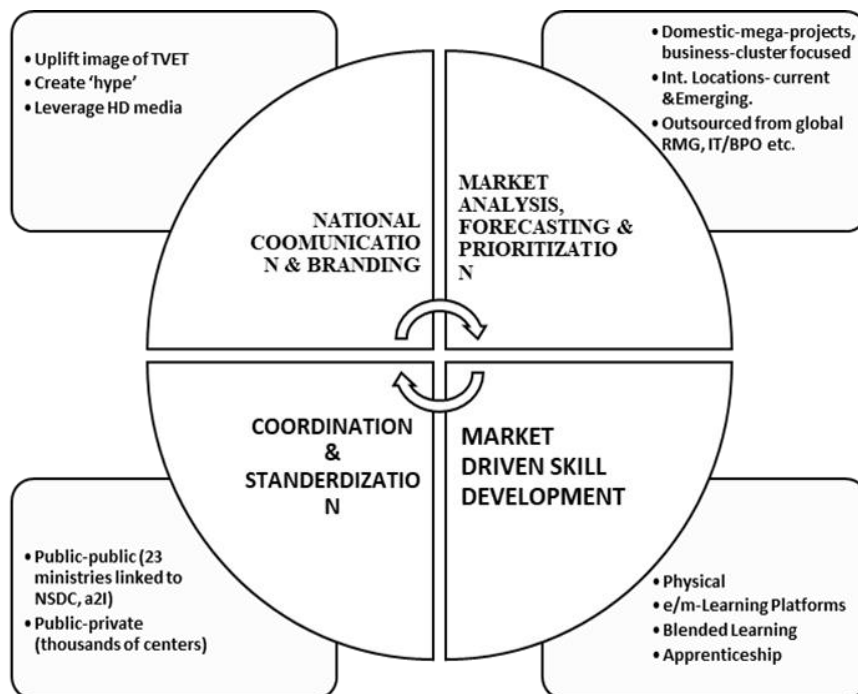 • Uplift image of TVET
• Create ‘hype’
• Leverage HD media
• Domestic-mega-projects,
business-cluster focused
• Int. Locations- current
&Emerging.
• Outsourced from global
RMG, IT/BPO etc.
NATIONAL
COOMUNICATIO
N & BRANDING
MARKET
ANALYSIS,
FORECASTING &
PRIORITIZATIO
N
COORDINATION
&
STANDERDIZATIO
N
MARKET
DRIVEN SKILL
DEVELOPMENT
• Public-public (23
ministries linked to
NSDC, a2I)
• Public-private
(thousands of centers)
• Physical
• e/m-Learning Platforms
• Blended Learning
• Apprenticeship